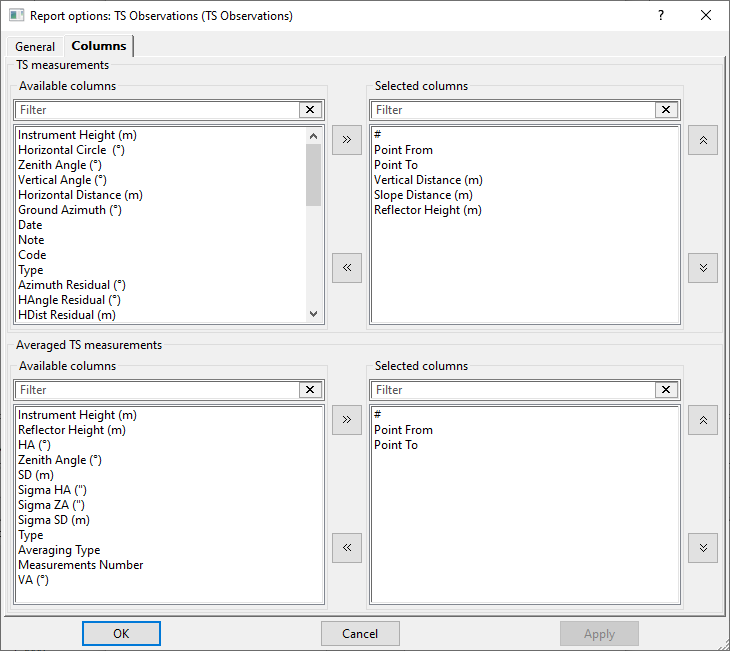 Report options: TS Observations (TS Observations)
General Columns
TS measurements
Available columns
Filter
Instrument Height (m)
Horizontal Circle  (°)
Zenith Angle (°)
Vertical Angle (°)
Horizontal Distance (m)
Ground Azimuth (°)
Date
Note
Code
Type
Azimuth Residual (°)
HAngle Residual (°)
HDist Residual (m)
Selected columns
Filter
#
Point From
Point To
Vertical Distance (m)
Slope Distance (m)
Reflector Height (m)
Averaged TS measurements
Available columns
Filter
Instrument Height (m)
Reflector Height (m)
HA (°)
Zenith Angle (°)
SD (m)
Sigma HA (")
Sigma ZA (")
Sigma SD (m)
Type
Averaging Type
Measurements Number
VA (°)
Selected columns
Filter
#
Point From
Point To
OK Cancel Apply